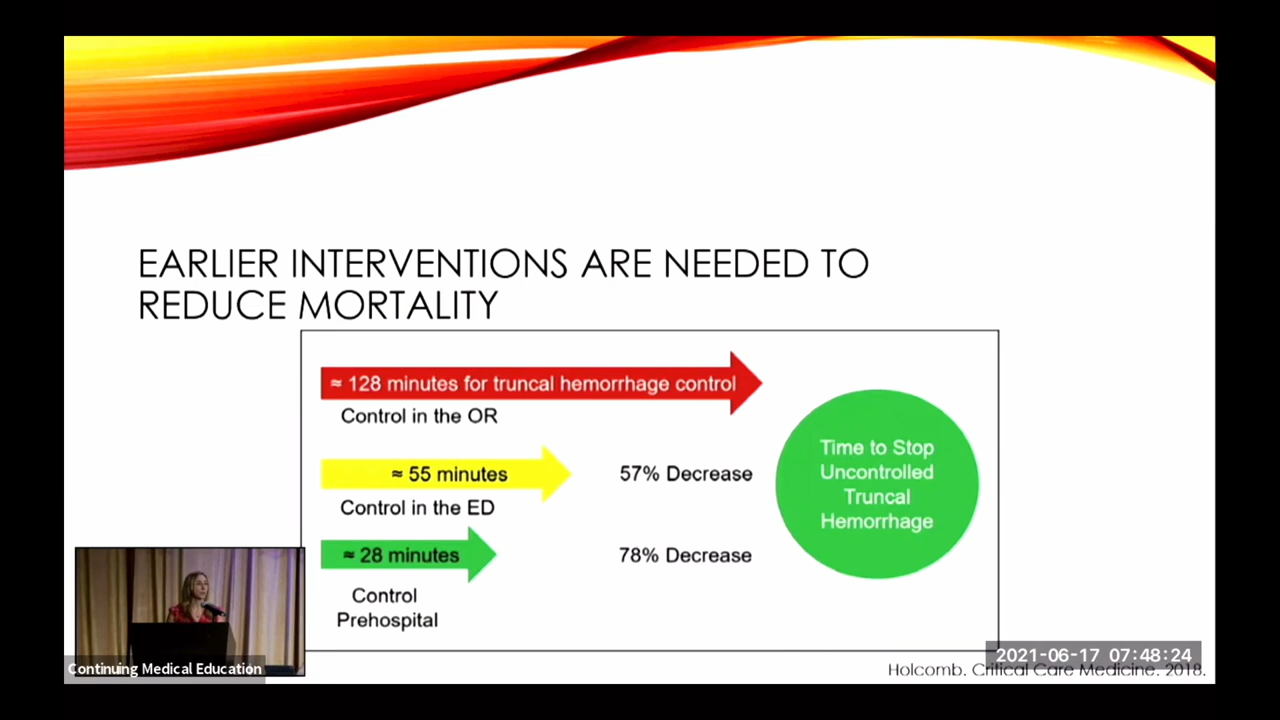 EARLIER INTERVENTIONS ARE NEEDED TO
REDUCE MORTALITY
≈ 128 minutes for truncal hemorrhage control
Control in the OR
≈ 55 minutes
57% Decrease
Control in the ED
≈ 28 minutes
78% Decrease
Control
Prehospital
Time to Stop
Uncontrolled
Truncal
Hemorrhage
Continuing Medical Education
2021-06-17 07:48:24
Holcomb. Critical Care Medicine. 2018.